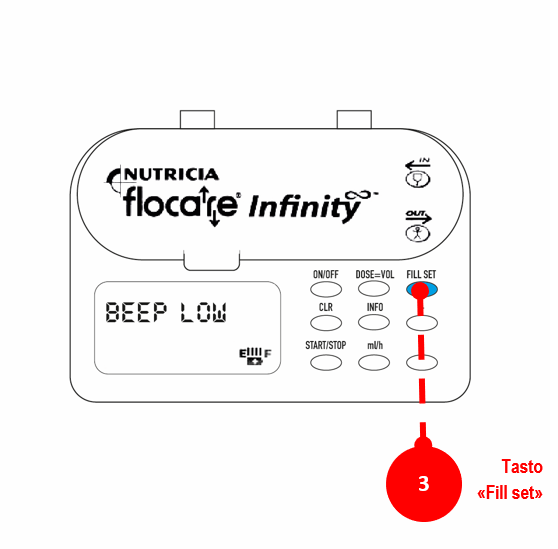 NUTRICIA
flocare® Infinity™
IN
OUT
ON/OFF DOSE=VOL FILL SET
BEEP LOW
CLR INFO
START/STOP ml/h
E F
3
Tasto
«Fill set»